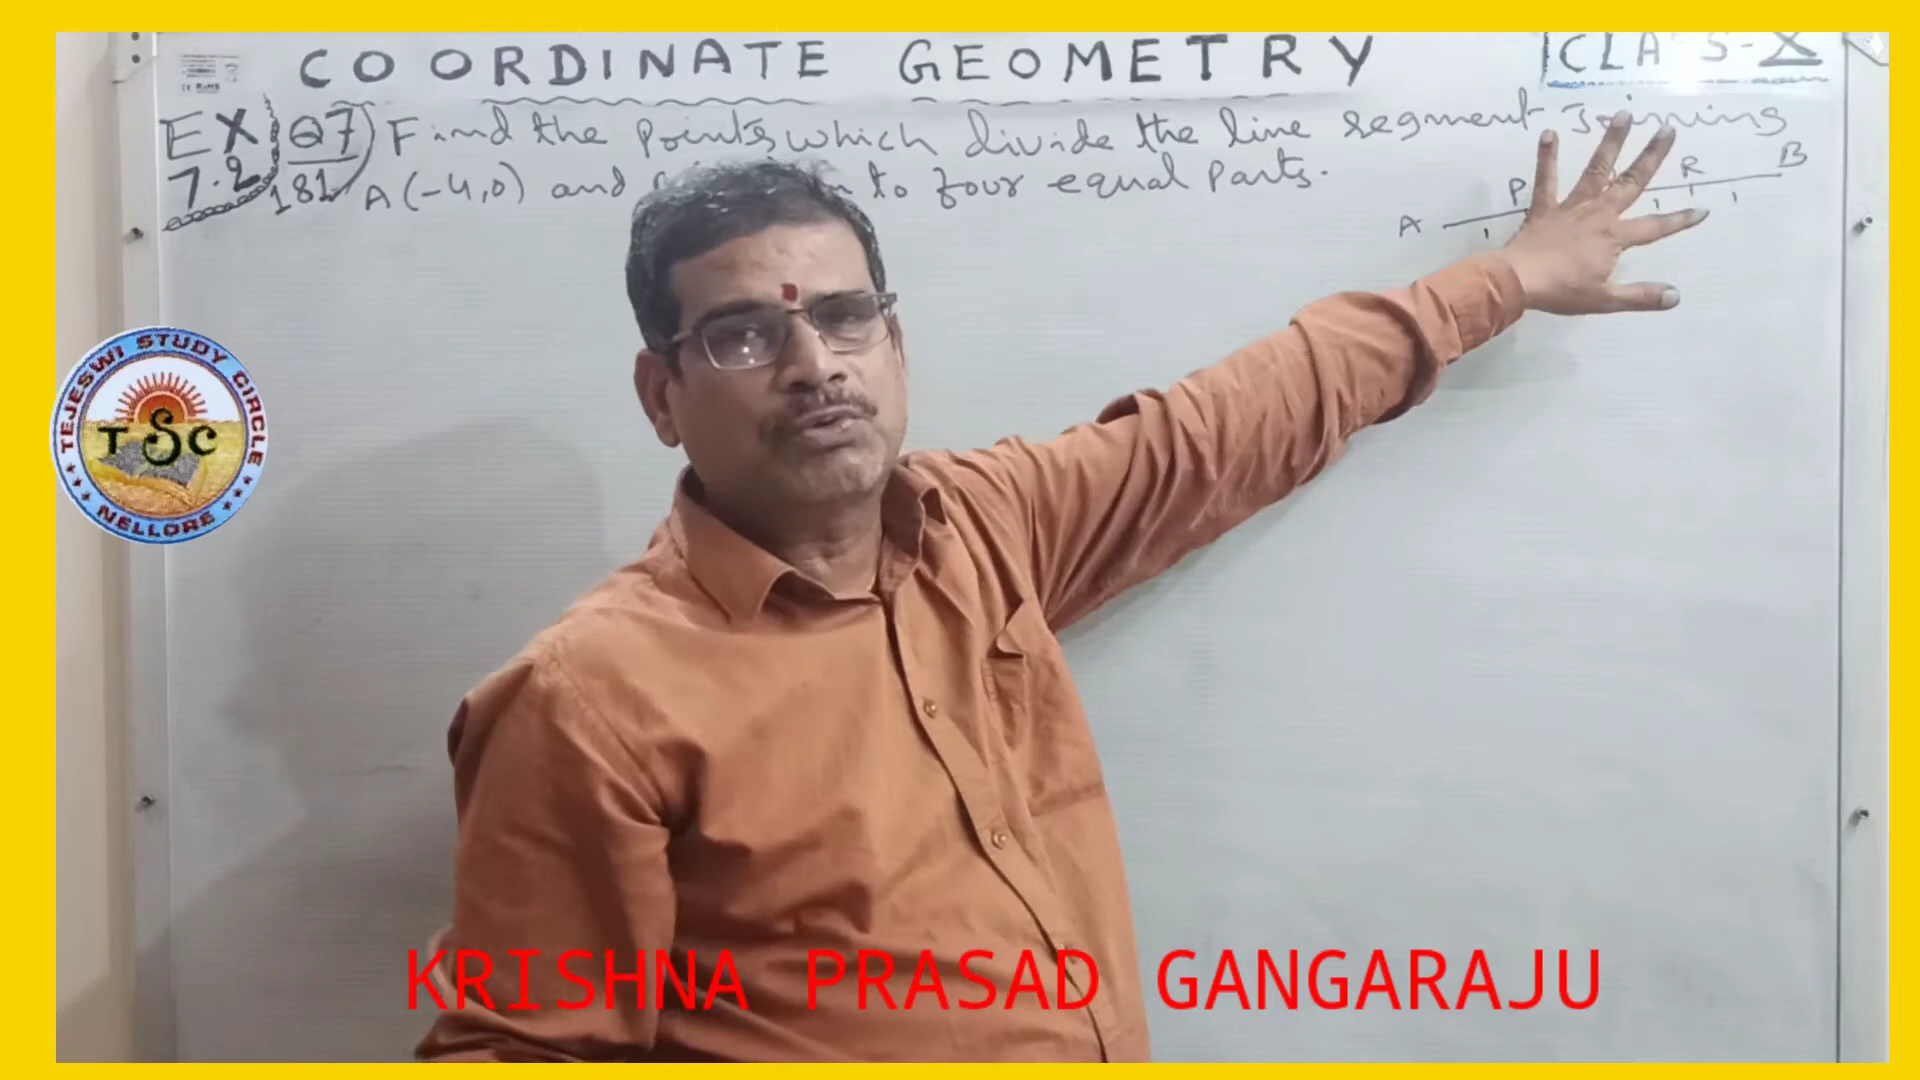 COORDINATE GEOMETRY
CLASS-X
EX 7.2
Q7 Find the points which divide the line segment Joining
181 A(-4,0) and to four equal Parts.
A P R B
TEJESWI STUDY CIRCLE
TSC
NELLORE
KRISHNA PRASAD GANGARAJU